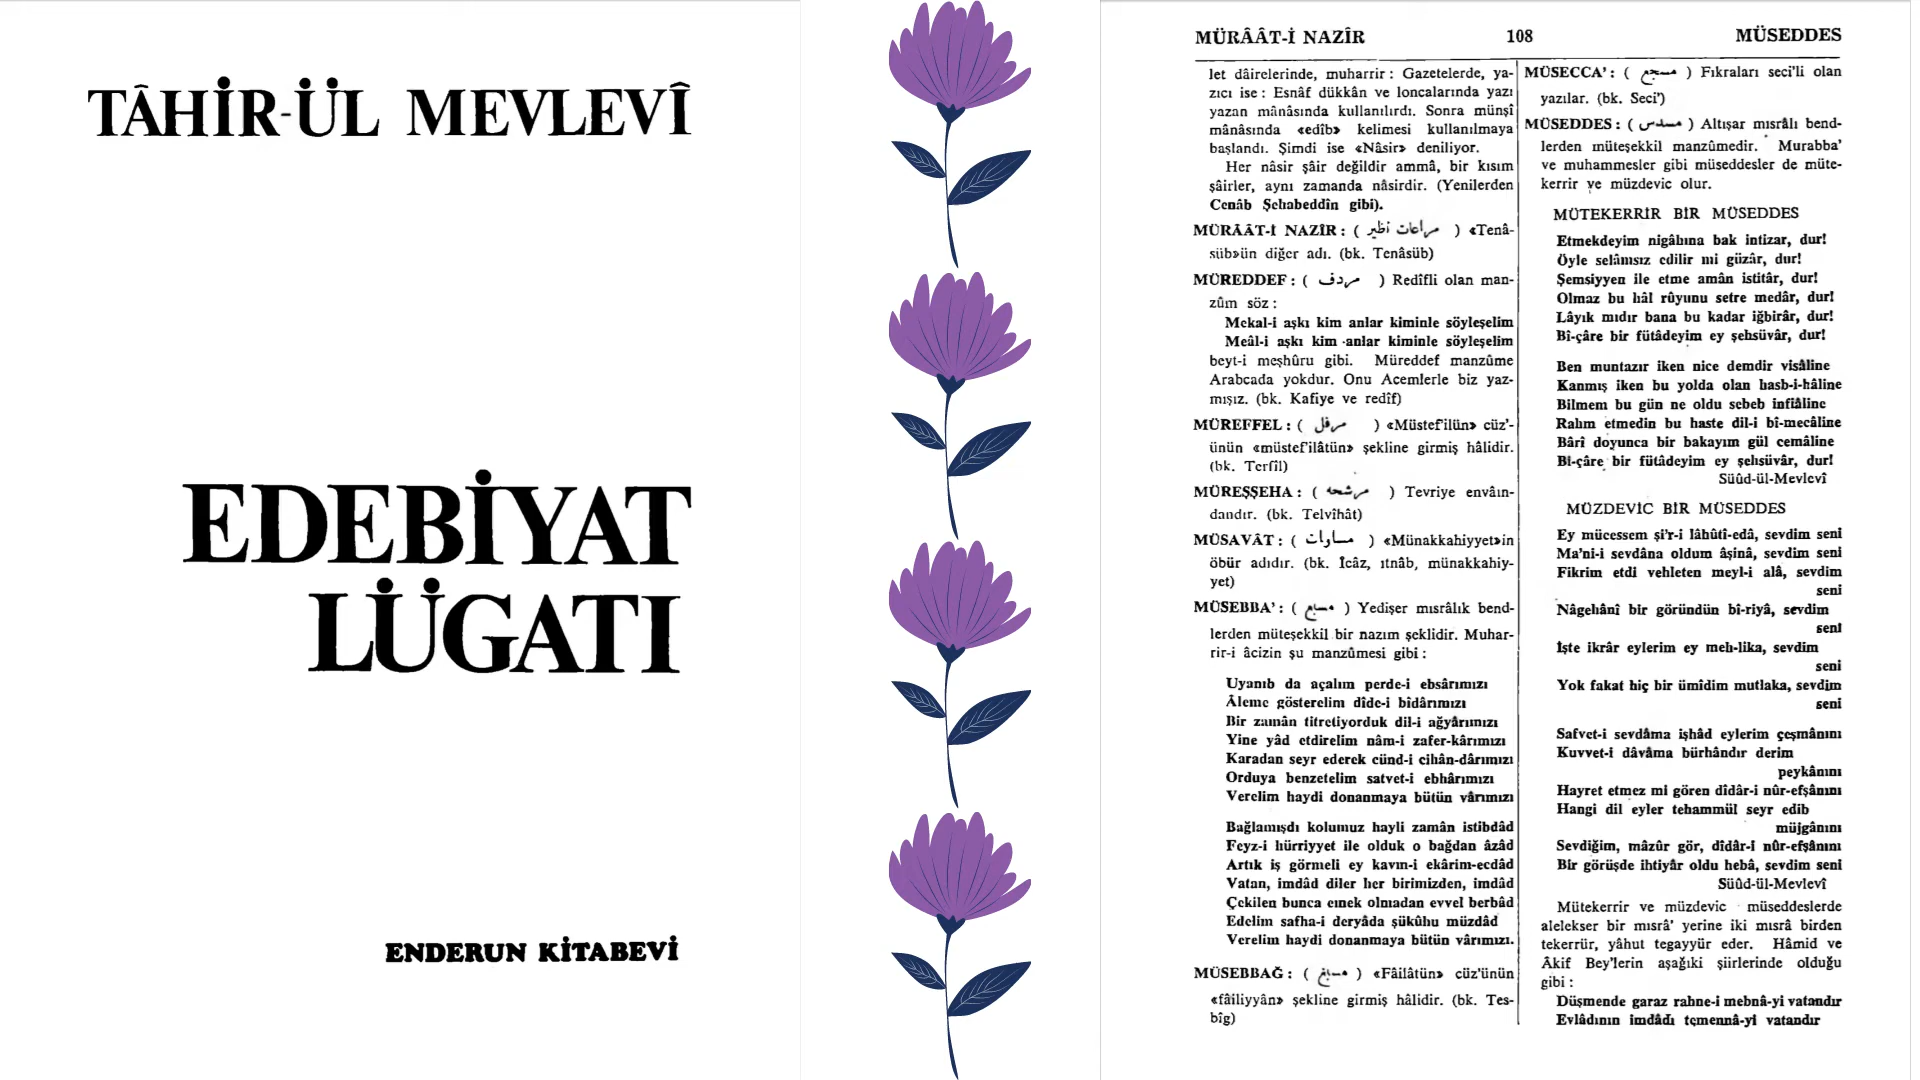 TÂHİR-ÜL MEVLEVÎ
EDEBİYAT
LÜGATI
ENDERUN KİTABEVİ
MÜRÂÂT-İ NAZÎR 108 MÜSEDDES
let dâirelerinde, muharrir : Gazetelerde, ya-
zıcı ise : Esnâf dükkân ve loncalarında yazı
yazan mânâsında kullanılırdı. Sonra münşî
mânâsında «edîb» kelimesi kullanılmaya
başlandı. Şimdi ise «Nâsir» deniliyor.
Her nâsir şâir değildir ammâ, bir kısım
şâirler, aynı zamanda nâsirdir. (Yenilerden
Cenâb Şehabeddîn gibi).
MÜRÂÂT-İ NAZÎR : ( مراعات نظير ) «Tenâ-
süb»ün diğer adı. (bk. Tenâsüb)
MÜREDDEF : ( مردف ) Redîfli olan man-
zûm söz :
Mekal-i aşkı kim anlar kiminle söyleşelim
Meâl-i aşkı kim anlar kiminle söyleşelim
beyt-i meşhûru gibi. Müreddef manzûme
Arabcada yokdur. Onu Acemlerle biz yaz-
mışız. (bk. Kafiye ve redîf)
MÜREFFEL : ( مرفل ) «Müstef'ilün» cüz'-
ünün «müstef'ilâtün» şekline girmiş hâlidir.
(bk. Terfîl)
MÜREŞŞEHA : ( مرشحه ) Tevriye envâın-
dandır. (bk. Telvîhât)
MÜSAVÂT : ( مساوات ) «Münakkahiyyet»in
öbür adıdır. (bk. Îcâz, ıtnâb, münakkahiy-
yet)
MÜSEBBA' : ( مسبع ) Yedişer mısrâlık bend-
lerden müteşekkil bir nazım şeklidir. Muhar-
rir-i âcizin şu manzûmesi gibi :
Uyanıb da açalım perde-i ebsârımızı
Âleme gösterelim dîde-i bîdârımızı
Bir zamân titretiyorduk dil-i ağyârımızı
Yine yâd etdirelim nâm-i zafer-kârımızı
Karadan seyr ederek cünd-i cihân-dârımızı
Orduya benzetelim satvet-i ebhârımızı
Verelim haydi donanmaya bütün vârımızı
Bağlamışdı kolumuz hayli zamân istibdâd
Feyz-i hürriyyet ile olduk o bağdan âzâd
Artık iş görmeli ey kavm-i ekârim-ecdâd
Vatan, imdâd diler her birimizden, imdâd
Çekilen bunca emek olmadan evvel berbâd
Edelim safha-i deryâda şükûhu müzdâd
Verelim haydi donanmaya bütün vârımızı.
MÜSEBBAĞ : ( مسبغ ) «Fâilâtün» cüz'ünün
«fâiliyyân» şekline girmiş hâlidir. (bk. Tes-
bîg)
MÜSECCA' : ( مسجع ) Fıkraları seci'li olan
yazılar. (bk. Seci')
MÜSEDDES : ( مسدس ) Altışar mısrâlı bend-
lerden müteşekkil manzûmedir. Murabba'
ve muhammesler gibi müseddesler de müte-
kerrir ve müzdevic olur.
MÜTEKERRİR BİR MÜSEDDES
Etmekdeyim nigâhına bak intizar, dur!
Öyle selâmsız edilir mi güzâr, dur!
Şemsiyyen ile etme amân istitâr, dur!
Olmaz bu hâl rûyunu setre medâr, dur!
Lâyık mıdır bana bu kadar iğbirâr, dur!
Bî-çâre bir fütâdeyim ey şehsüvâr, dur!
Ben muntazır iken nice demdir visâline
Kanmış iken bu yolda olan hasb-i-hâline
Bilmem bu gün ne oldu sebeb infiâline
Rahm etmedin bu haste dil-i bî-mecâline
Bârî doyunca bir bakayım gül cemâline
Bî-çâre bir fütâdeyim ey şehsüvâr, dur!
Süûd-ül-Mevlevî
MÜZDEVİC BİR MÜSEDDES
Ey mücessem şi'r-i lâhûtî-edâ, sevdim seni
Ma'ni-i sevdâna oldum âşinâ, sevdim seni
Fikrim etdi vehleten meyl-i alâ, sevdim
seni
Nâgehânî bir göründün bî-riyâ, sevdim
seni
İşte ikrâr eylerim ey meh-lika, sevdim
seni
Yok fakat hiç bir ümîdim mutlaka, sevdim
seni
Safvet-i sevdâma işhâd eylerim çeşmânını
Kuvvet-i dâvâma bürhândır derim
peykânını
Hayret etmez mi gören dîdâr-i nûr-efşânını
Hangi dil eyler tehammül seyr edib
müjgânını
Sevdiğim, mâzûr gör, dîdâr-i nûr-efşânını
Bir görüşde ihtiyâr oldu hebâ, sevdim seni
Süûd-ül-Mevlevî
Mütekerrir ve müzdevic müseddeslerde
alelekser bir mısrâ' yerine iki mısrâ birden
tekerrür, yâhut tegayyür eder. Hâmid ve
Âkif Bey'lerin aşağıki şiirlerinde olduğu
gibi :
Düşmende garaz rahne-i mebnâ-yi vatandır
Evlâdının imdâdı temennâ-yi vatandır